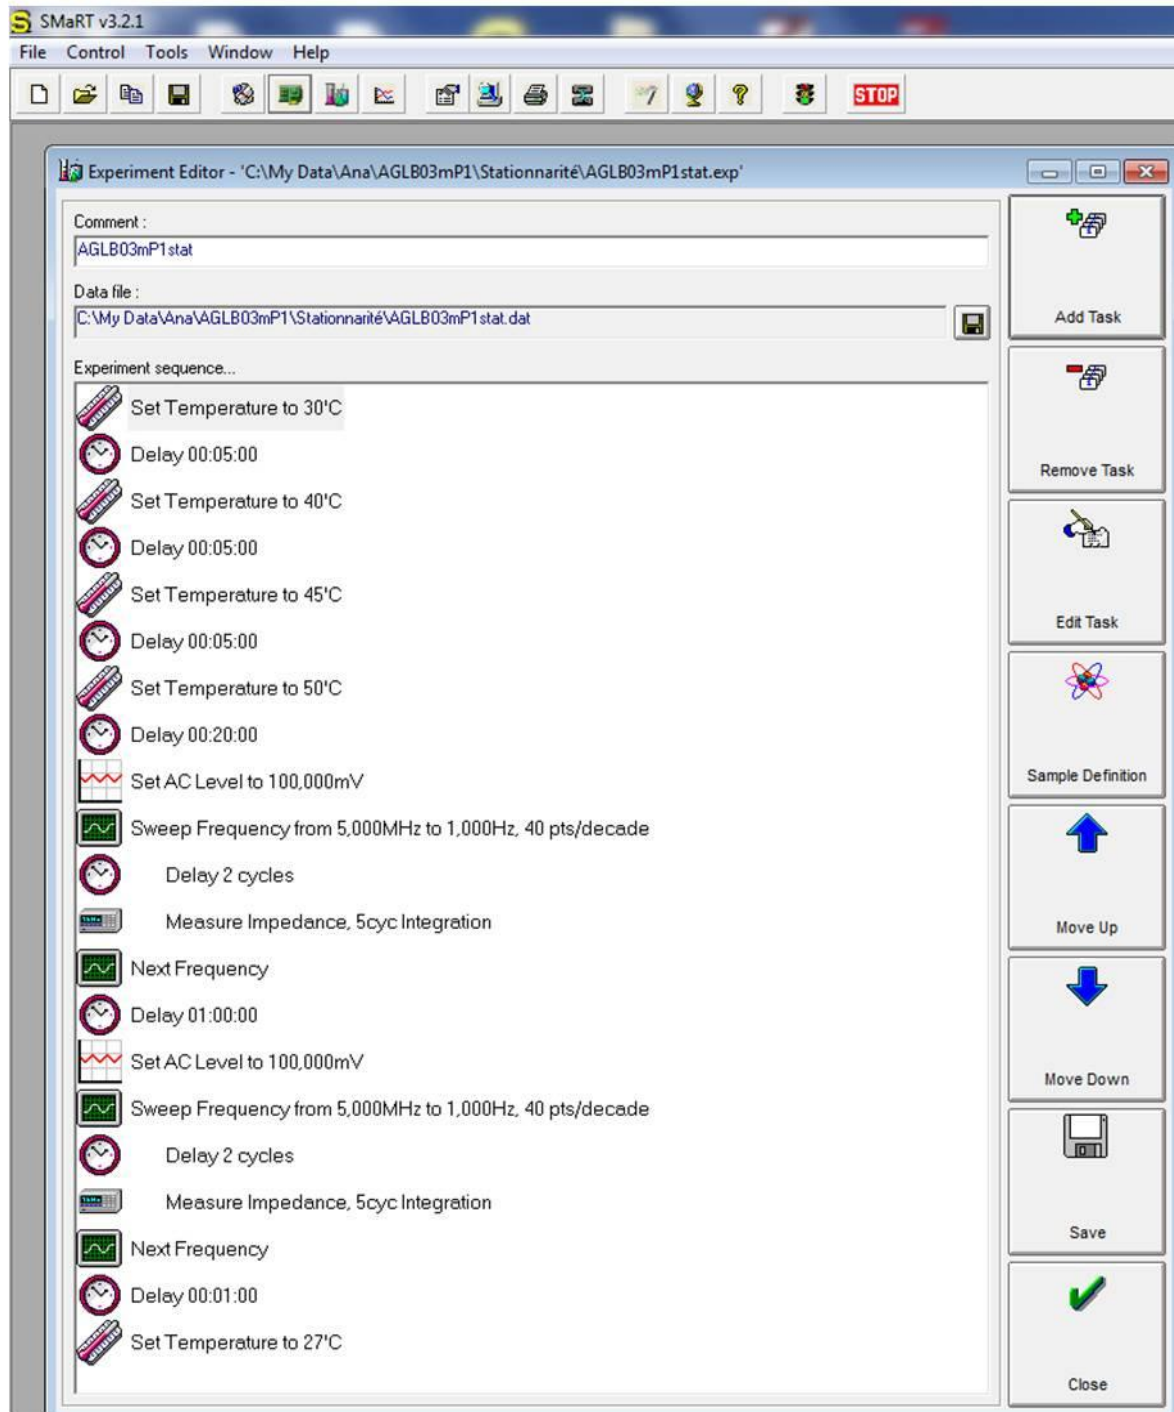 SMaRT v3.2.1
File Control Tools Window Help
STOP
Experiment Editor - 'C:\My Data\Ana\AGLB03mP1\Stationnarité\AGLB03mP1stat.exp'
Comment :
AGLB03mP1stat
Data file :
C:\My Data\Ana\AGLB03mP1\Stationnarité\AGLB03mP1stat.dat
Experiment sequence...
Set Temperature to 30'C
Delay 00:05:00
Set Temperature to 40'C
Delay 00:05:00
Set Temperature to 45'C
Delay 00:05:00
Set Temperature to 50'C
Delay 00:20:00
Set AC Level to 100,000mV
Sweep Frequency from 5,000MHz to 1,000Hz, 40 pts/decade
Delay 2 cycles
Measure Impedance, 5cyc Integration
Next Frequency
Delay 01:00:00
Set AC Level to 100,000mV
Sweep Frequency from 5,000MHz to 1,000Hz, 40 pts/decade
Delay 2 cycles
Measure Impedance, 5cyc Integration
Next Frequency
Delay 00:01:00
Set Temperature to 27'C
Add Task
Remove Task
Edit Task
Sample Definition
Move Up
Move Down
Save
Close